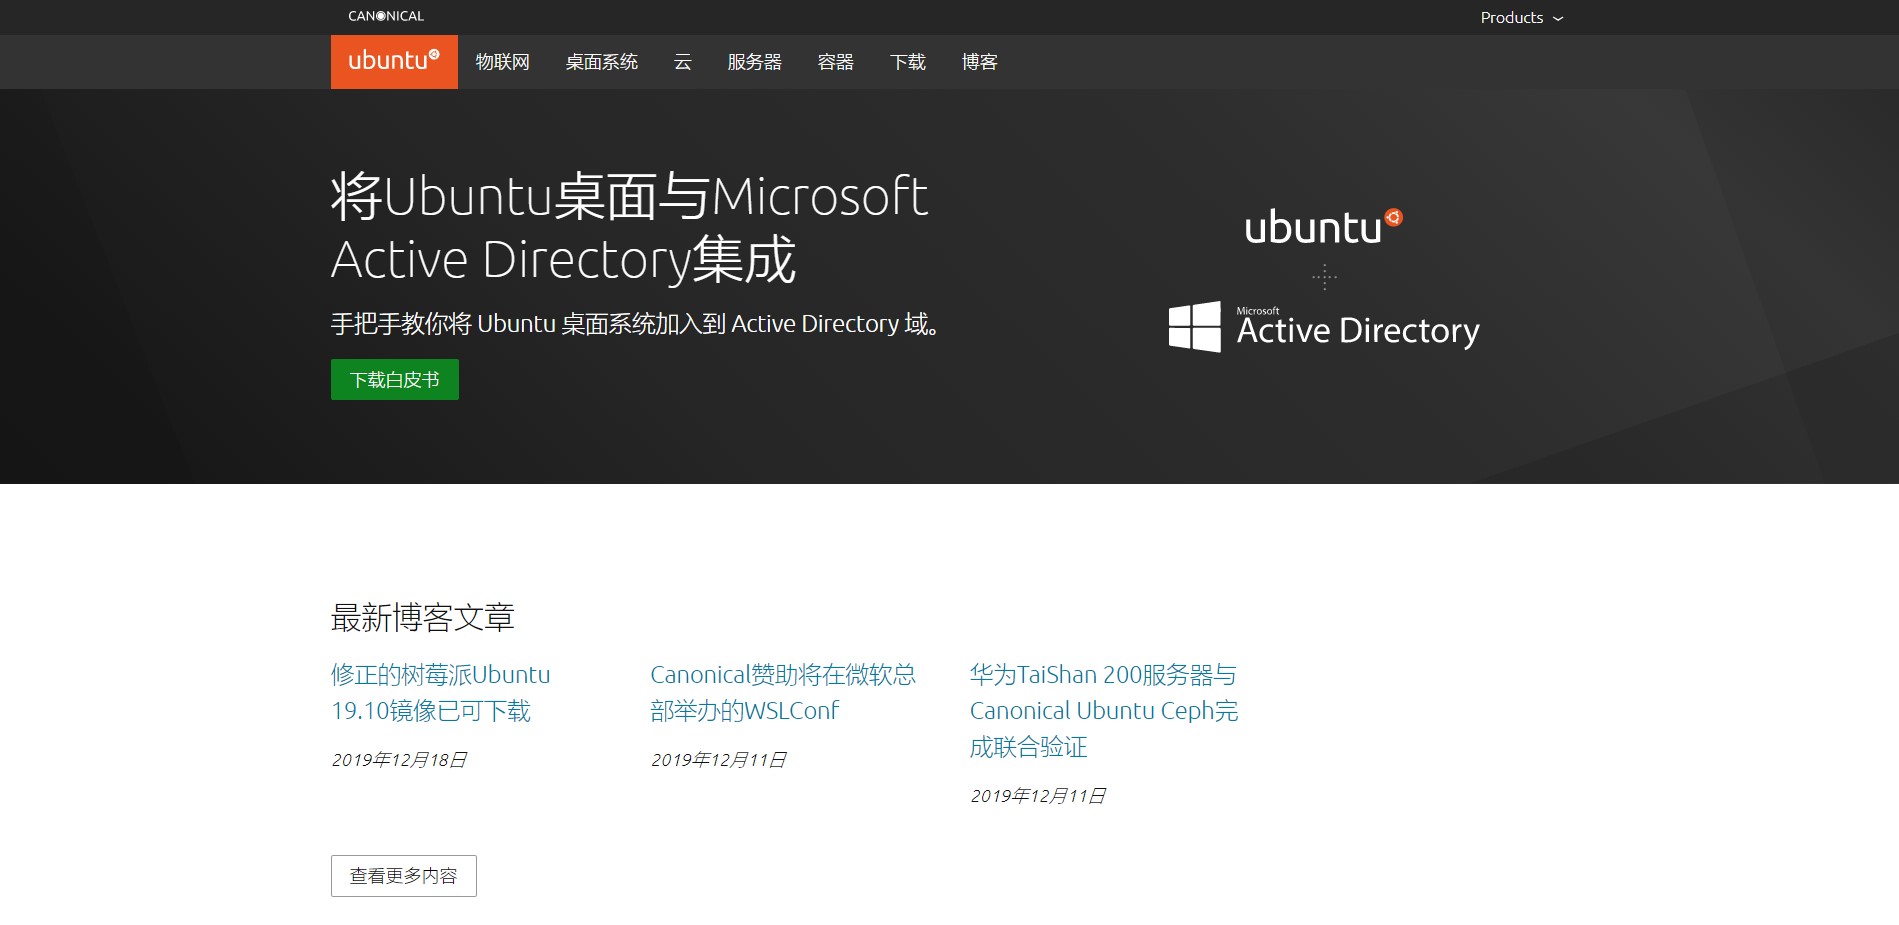 CANONICAL
Products
ubuntu 物联网 桌面系统 云 服务器 容器 下载 博客
将Ubuntu桌面与Microsoft
Active Directory集成
手把手教你将 Ubuntu 桌面系统加入到 Active Directory 域。
下载白皮书
ubuntu
Microsoft
Active Directory
最新博客文章
修正的树莓派Ubuntu
19.10镜像已可下载
2019年12月18日
Canonical赞助将在微软总
部举办的WSLConf
2019年12月11日
华为TaiShan 200服务器与
Canonical Ubuntu Ceph完
成联合验证
2019年12月11日
查看更多内容